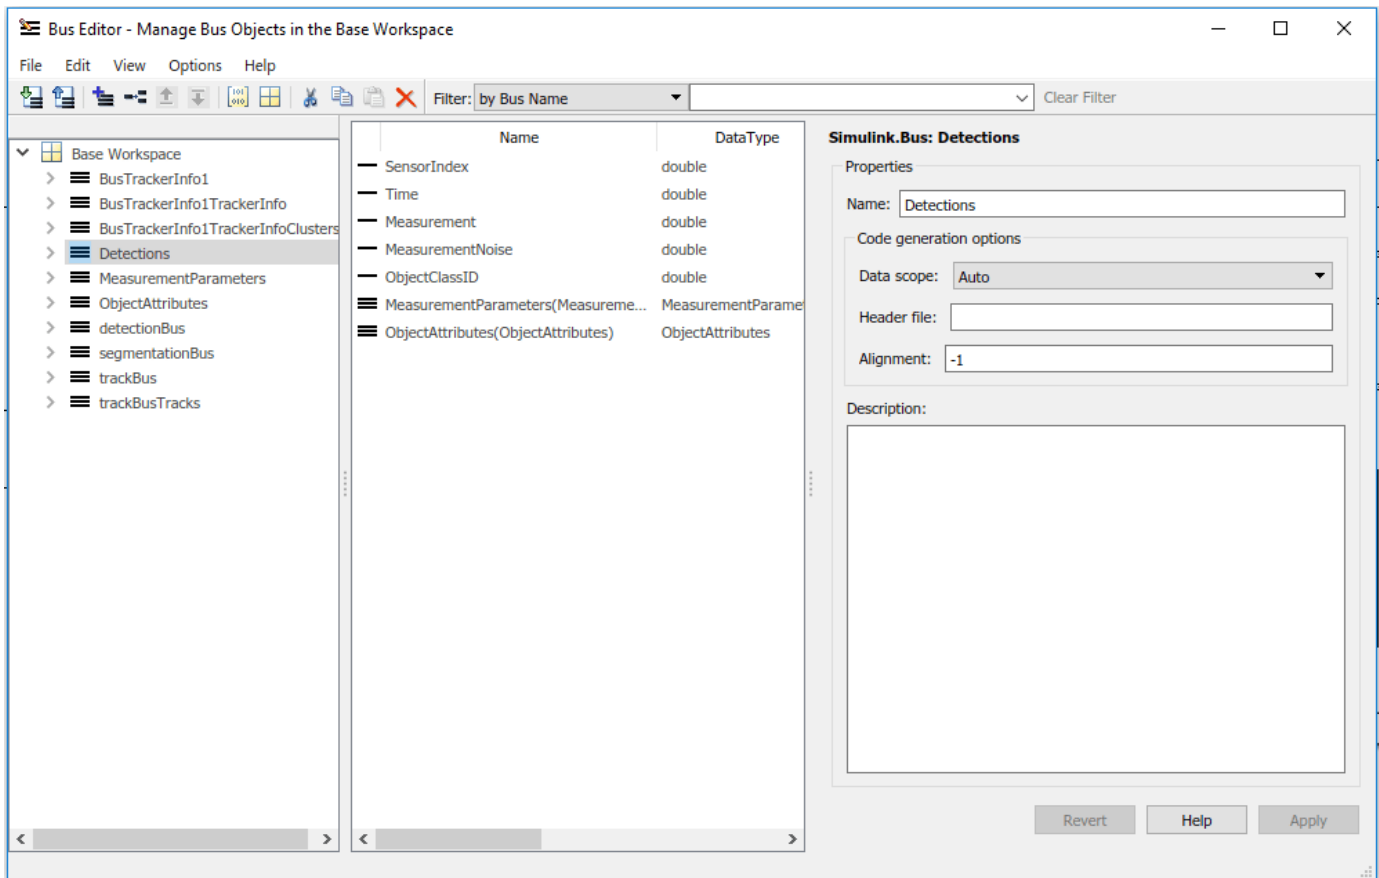 Bus Editor - Manage Bus Objects in the Base Workspace
File Edit View Options Help
Filter: by Bus Name Clear Filter
Base Workspace
BusTrackerInfo1
BusTrackerInfo1TrackerInfo
BusTrackerInfo1TrackerInfoClusters
Detections
MeasurementParameters
ObjectAttributes
detectionBus
segmentationBus
trackBus
trackBusTracks
Name DataType
SensorIndex double
Time double
Measurement double
MeasurementNoise double
ObjectClassID double
MeasurementParameters(Measureme... MeasurementParamet
ObjectAttributes(ObjectAttributes) ObjectAttributes
Simulink.Bus: Detections
Properties
Name: Detections
Code generation options
Data scope: Auto
Header file:
Alignment: -1
Description:
Revert Help Apply